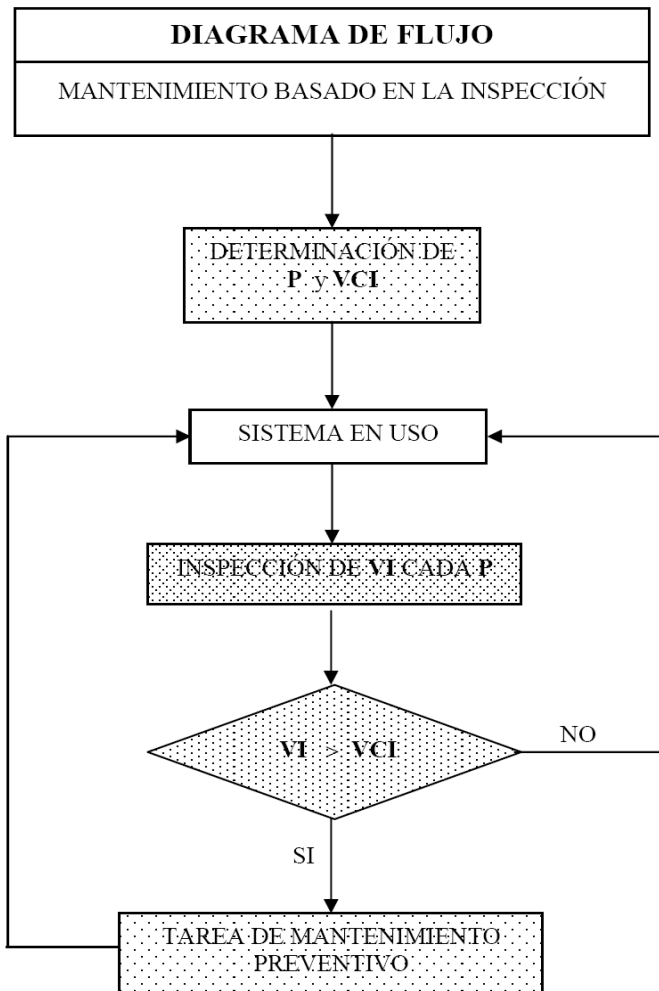 DIAGRAMA DE FLUJO
MANTENIMIENTO BASADO EN LA INSPECCIÓN
DETERMINACIÓN DE
P y VCI
SISTEMA EN USO
INSPECCIÓN DE VI CADA P
VI > VCI
NO
SI
TAREA DE MANTENIMIENTO
PREVENTIVO